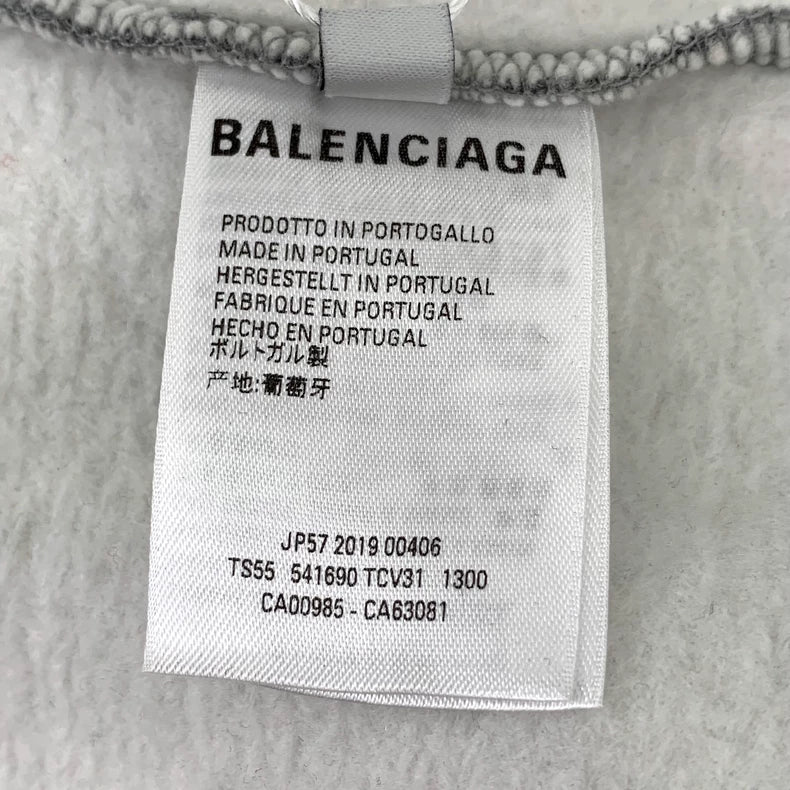 BALENCIAGA
PRODOTTO IN PORTOGALLO
MADE IN PORTUGAL
HERGESTELLT IN PORTUGAL
FABRIQUE EN PORTUGAL
HECHO EN PORTUGAL
ポルトガル製
产地:葡萄牙
JP57 2019 00406
TS55 541690 TCV31 1300
CA00985 - CA63081